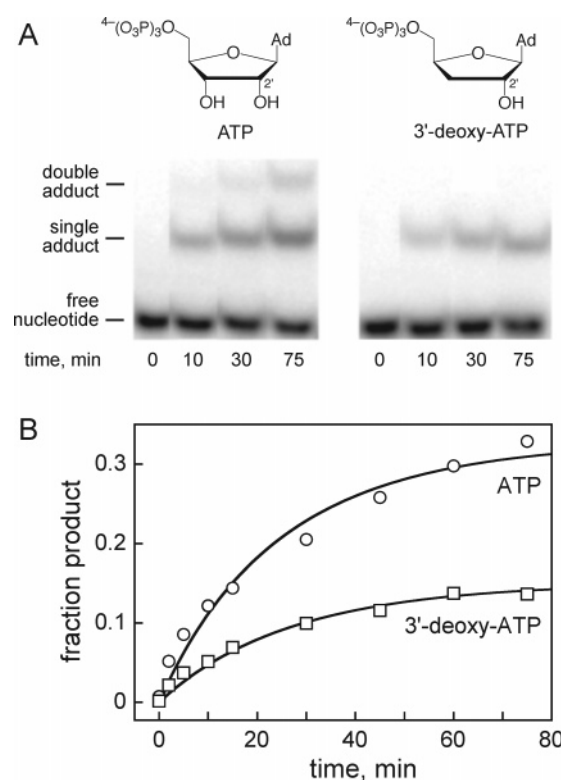 A
4–(O3P)3O
O
Ad
2'
OH OH
ATP
4–(O3P)3O
O
Ad
2'
OH
3'-deoxy-ATP
double
adduct
single
adduct
free
nucleotide
time, min 0 10 30 75 0 10 30 75
B
fraction product
0.3
0.2
0.1
0
ATP
3'-deoxy-ATP
0 20 40 60 80
time, min